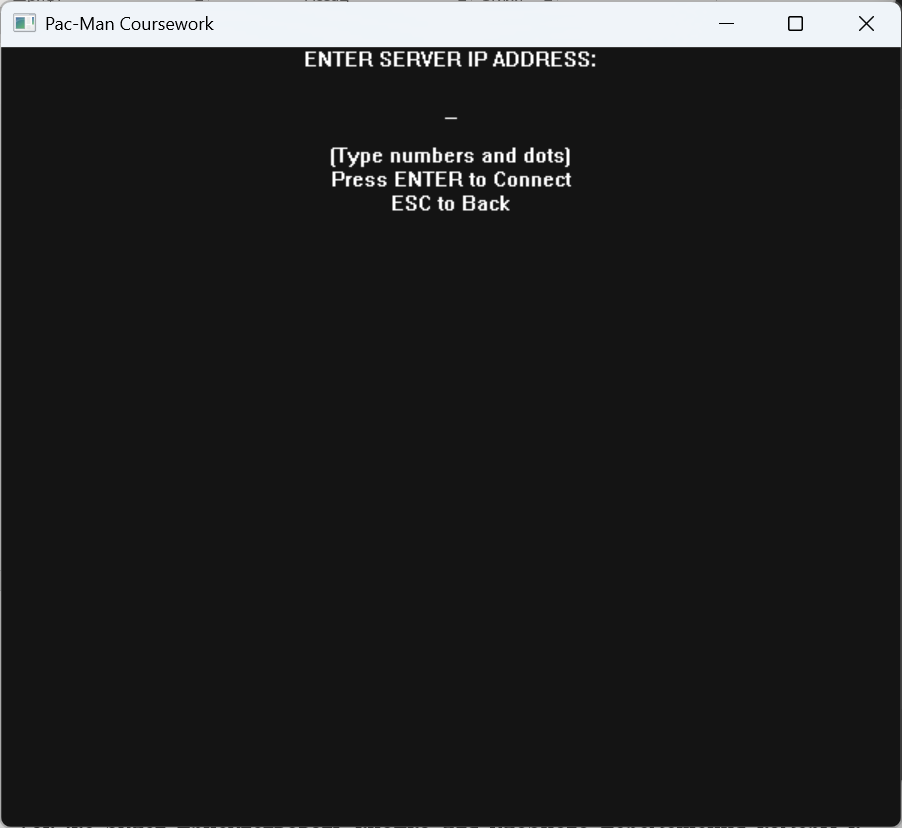 Pac-Man Coursework
ENTER SERVER IP ADDRESS:
_
(Type numbers and dots)
Press ENTER to Connect
ESC to Back